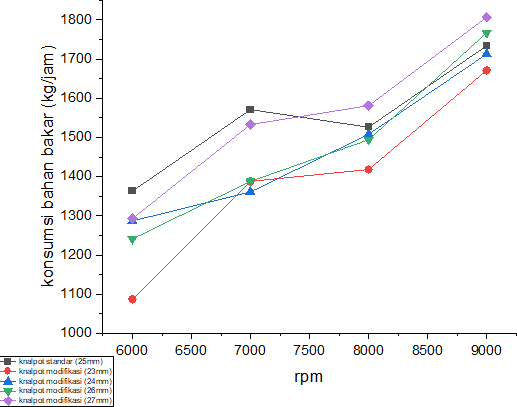 konsumsi bahan bakar (kg/jam)
1800
1700
1600
1500
1400
1300
1200
1100
1000
6000 6500 7000 7500 8000 8500 9000
rpm
knalpot standar (25mm)
knalpot modifikasi (23mm)
knalpot modifikasi (24mm)
knalpot modifikasi (26mm)
knalpot modifikasi (27mm)